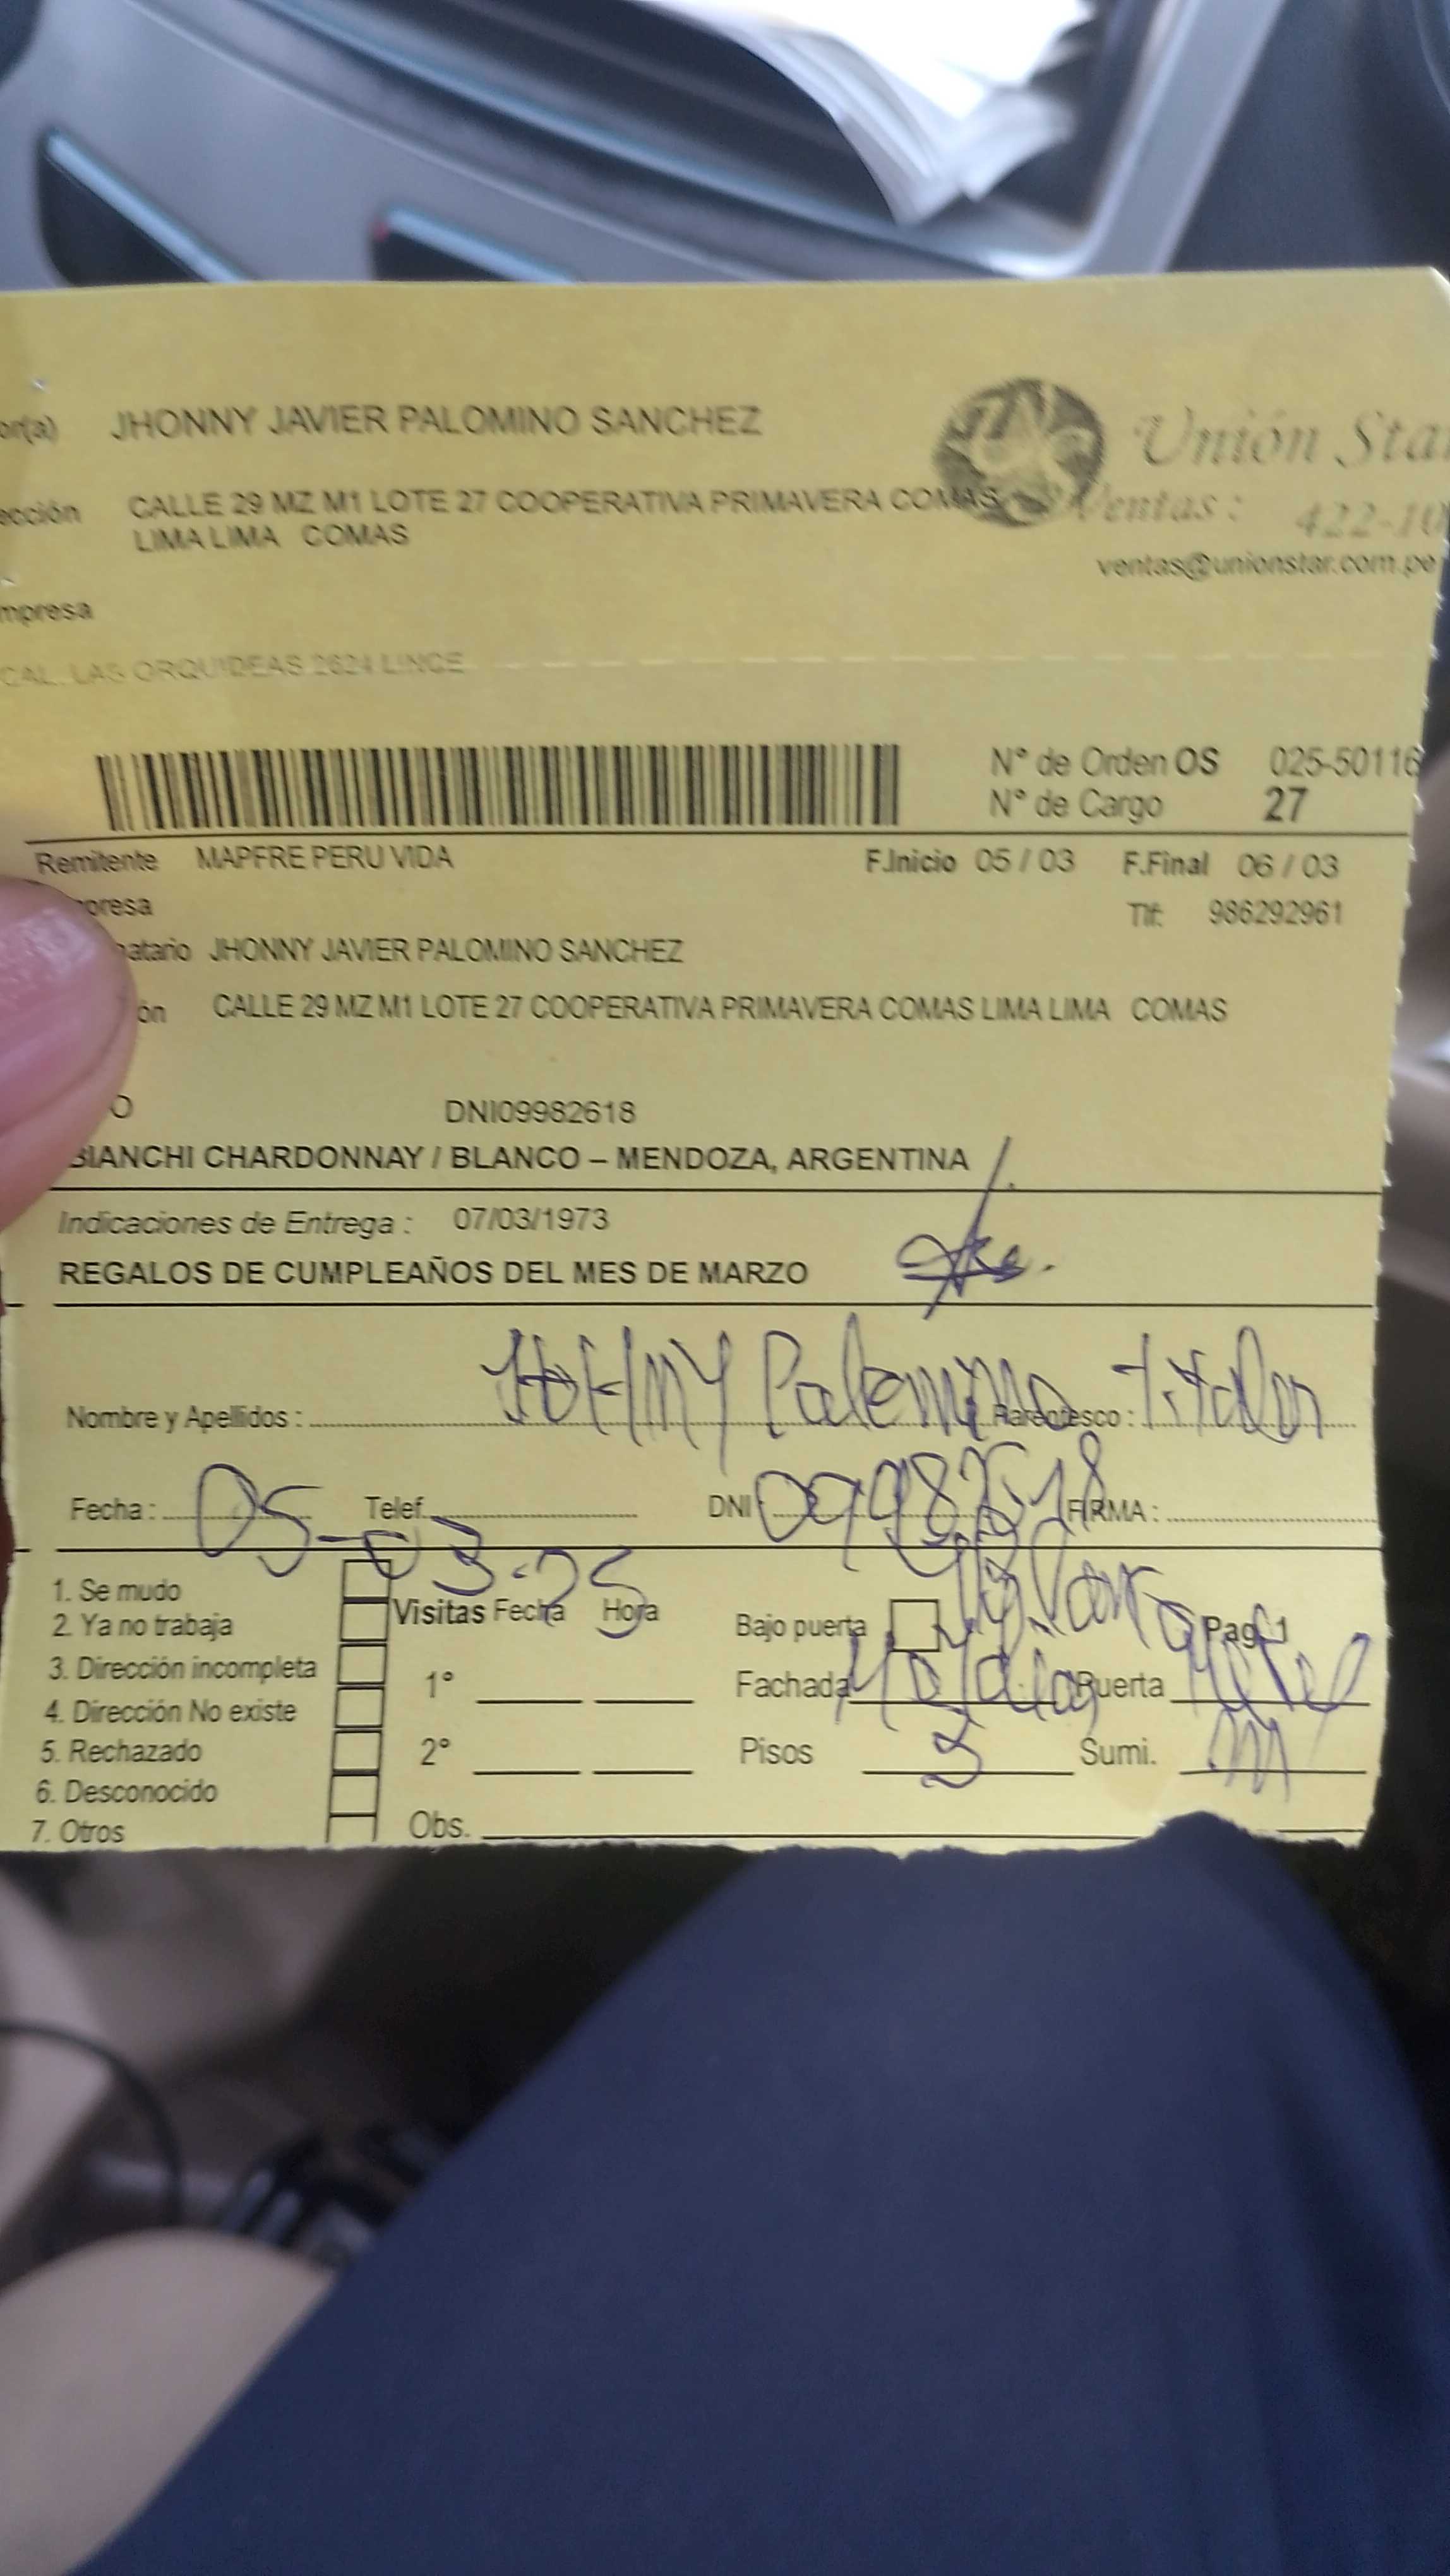 or(a) JHONNY JAVIER PALOMINO SANCHEZ
Unión Sta
ección CALLE 29 MZ M1 LOTE 27 COOPERATIVA PRIMAVERA COMAS
Ventas: 422-10
LIMA LIMA COMAS
ventas@unionstar.com.pe
mpresa
CAL. LAS ORQUIDEAS 2624 LINCE
N° de Orden OS 025-50116
N° de Cargo 27
Remitente MAPFRE PERU VIDA F.Inicio 05 / 03 F.Final 06 / 03
presa Tlf: 986292961
natario JHONNY JAVIER PALOMINO SANCHEZ
ón CALLE 29 MZ M1 LOTE 27 COOPERATIVA PRIMAVERA COMAS LIMA LIMA COMAS
O DNI09982618
BIANCHI CHARDONNAY / BLANCO – MENDOZA, ARGENTINA
Indicaciones de Entrega : 07/03/1973
REGALOS DE CUMPLEAÑOS DEL MES DE MARZO
Nombre y Apellidos : Palomino Parentesco : Titular
Fecha : 05-03-25 Telef. DNI FIRMA :
1. Se mudo
2. Ya no trabaja
3. Dirección incompleta
4. Dirección No existe
5. Rechazado
6. Desconocido
7. Otros
Visitas Fecha Hora
1°
2°
Obs.
Bajo puerta Pag. 1
Fachada Puerta
Pisos 3 Sumi.